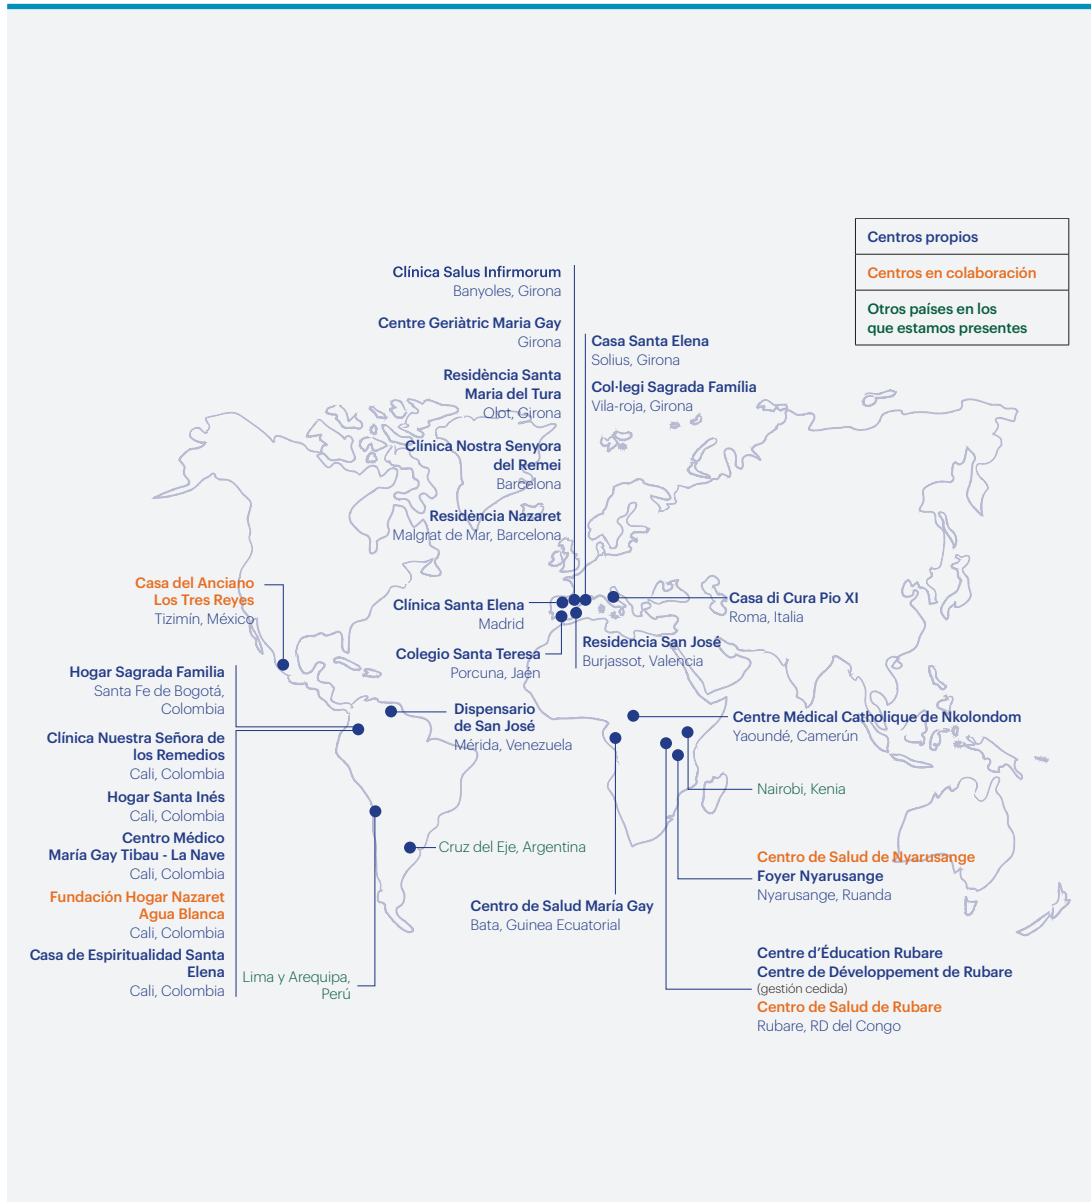 Centros propios
Centros en colaboración
Otros países en los
que estamos presentes
Clínica Salus Infirmorum
Banyoles, Girona
Centre Geriàtric Maria Gay
Girona
Residència Santa
Maria del Tura
Olot, Girona
Clínica Nostra Senyora
del Remei
Barcelona
Residència Nazaret
Malgrat de Mar, Barcelona
Casa Santa Elena
Solius, Girona
Col·legi Sagrada Família
Vila-roja, Girona
Clínica Santa Elena
Madrid
Colegio Santa Teresa
Porcuna, Jaén
Casa di Cura Pio XI
Roma, Italia
Residencia San José
Burjassot, Valencia
Casa del Anciano
Los Tres Reyes
Tizimín, México
Hogar Sagrada Familia
Santa Fe de Bogotá,
Colombia
Clínica Nuestra Señora de
los Remedios
Cali, Colombia
Hogar Santa Inés
Cali, Colombia
Centro Médico
María Gay Tibau - La Nave
Cali, Colombia
Fundación Hogar Nazaret
Agua Blanca
Cali, Colombia
Casa de Espiritualidad Santa
Elena
Cali, Colombia
Lima y Arequipa,
Perú
Dispensario
de San José
Mérida, Venezuela
Cruz del Eje, Argentina
Centre Médical Catholique de Nkolondom
Yaoundé, Camerún
Nairobi, Kenia
Centro de Salud de Nyarusange
Foyer Nyarusange
Nyarusange, Ruanda
Centro de Salud María Gay
Bata, Guinea Ecuatorial
Centre d’Éducation Rubare
Centre de Développement de Rubare
(gestión cedida)
Centro de Salud de Rubare
Rubare, RD del Congo